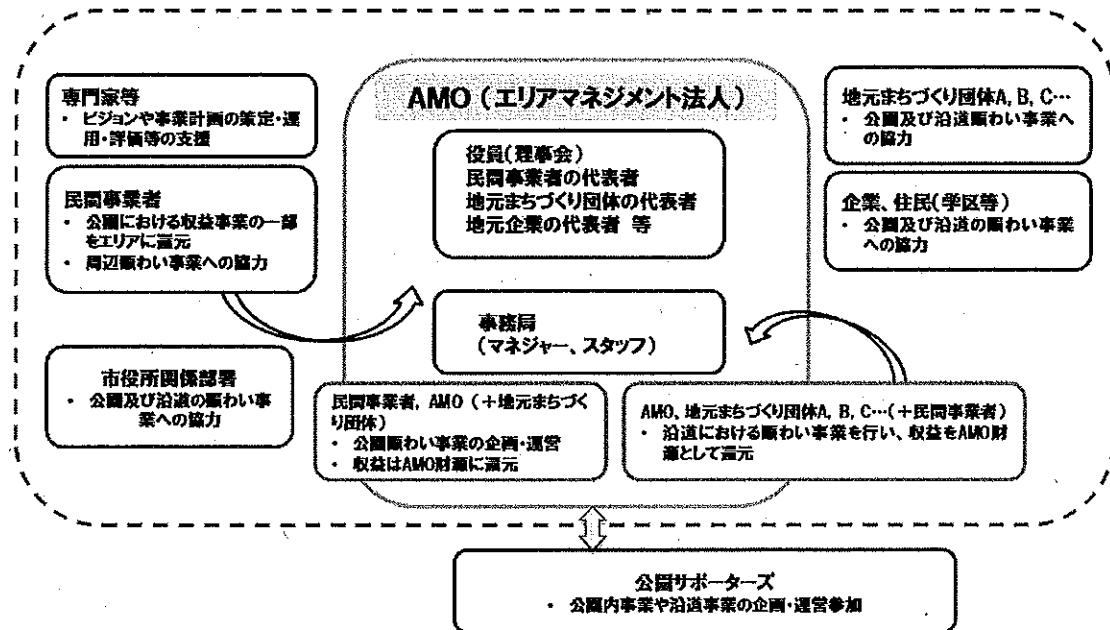 AMO（エリアマネジメント法人）
専門家等
・ ビジョンや事業計画の策定・運
用・評価等の支援
民間事業者
・ 公園における収益事業の一部
をエリアに還元
・ 周辺賑わい事業への協力
市役所関係部署
・ 公園及び沿道の賑わい事
業への協力
役員（理事会）
民間事業者の代表者
地元まちづくり団体の代表者
地元企業の代表者 等
事務局
（マネジャー、スタッフ）
民間事業者, AMO（＋地元まちづく
り団体）
・ 公園賑わい事業の企画・運営
・ 収益はAMO財源に還元
地元まちづくり団体A, B, C…
・ 公園及び沿道賑わい事業へ
の協力
企業、住民（学区等）
・ 公園及び沿道の賑わい事業
への協力
AMO、地元まちづくり団体A, B, C…（＋民間事業者）
・ 沿道における賑わい事業を行い、収益をAMO財
源として還元
公園サポーターズ
・ 公園内事業や沿道事業の企画・運営参加